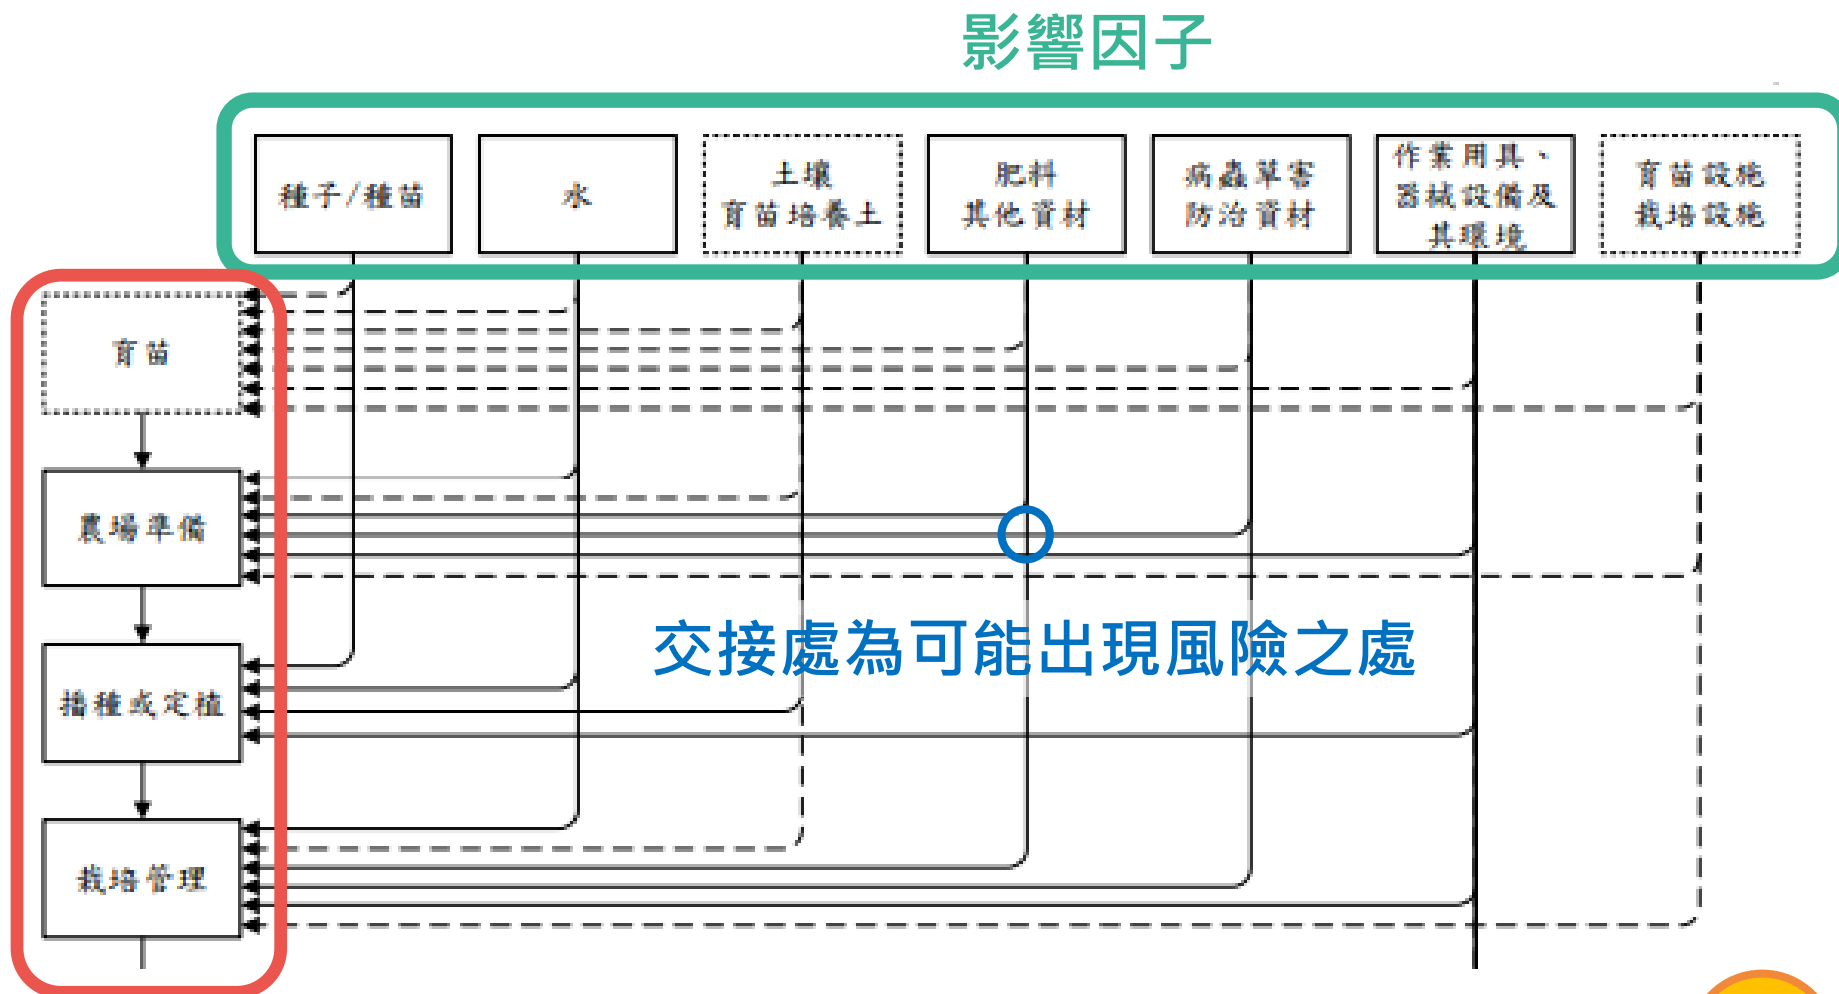 影響因子
種子/種苗
水
土壤
育苗培養土
肥料
其他資材
病蟲草害
防治資材
作業用具、
器械設備及
其環境
育苗設施
栽培設施
育苗
農場準備
交接處為可能出現風險之處
播種或定植
栽培管理